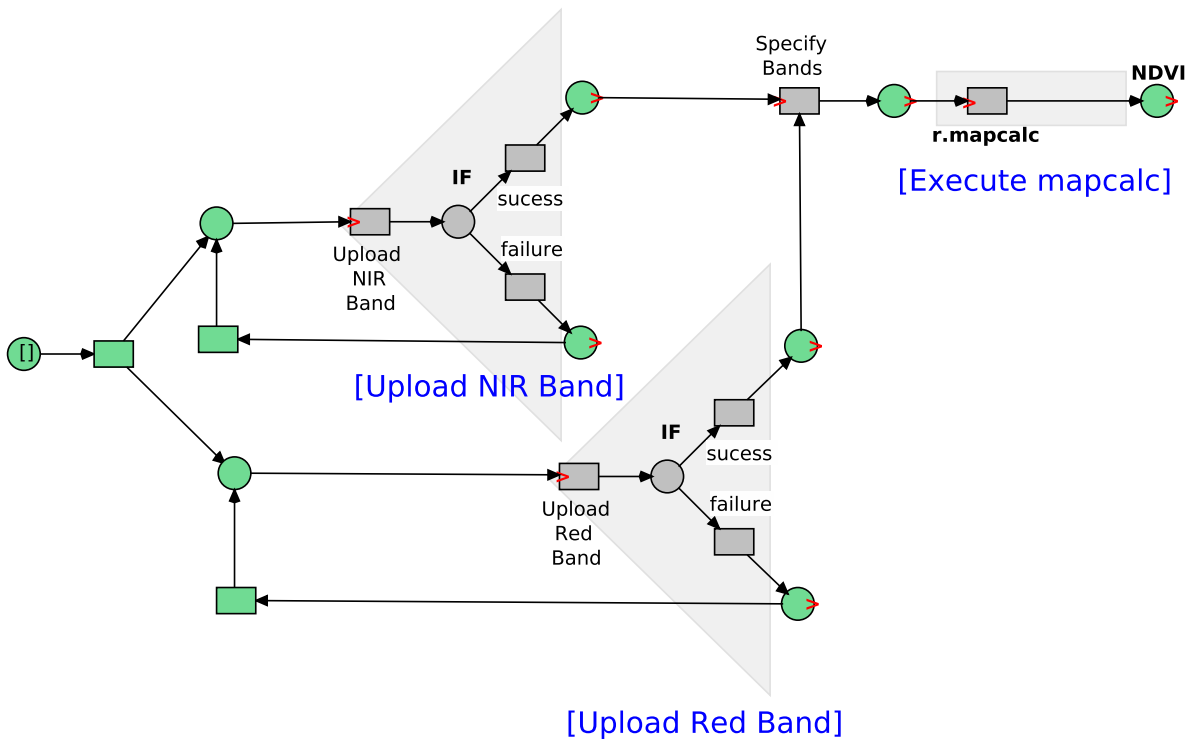 Specify
Bands
NDVI
r.mapcalc
[Execute mapcalc]
IF
sucess
Upload
NIR
Band
failure
[]
[Upload NIR Band]
IF
sucess
Upload
Red
Band
failure
[Upload Red Band]